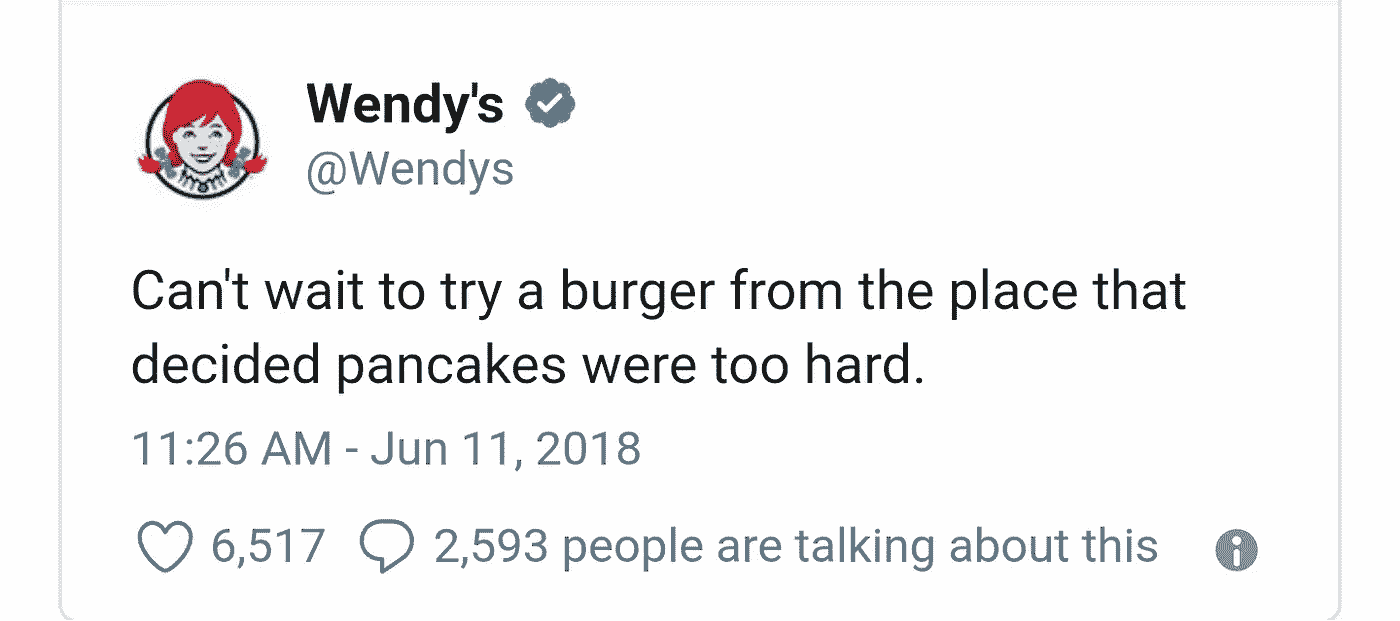 Wendy's
@Wendys
Can't wait to try a burger from the place that
decided pancakes were too hard.
11:26 AM - Jun 11, 2018
6,517 2,593 people are talking about this